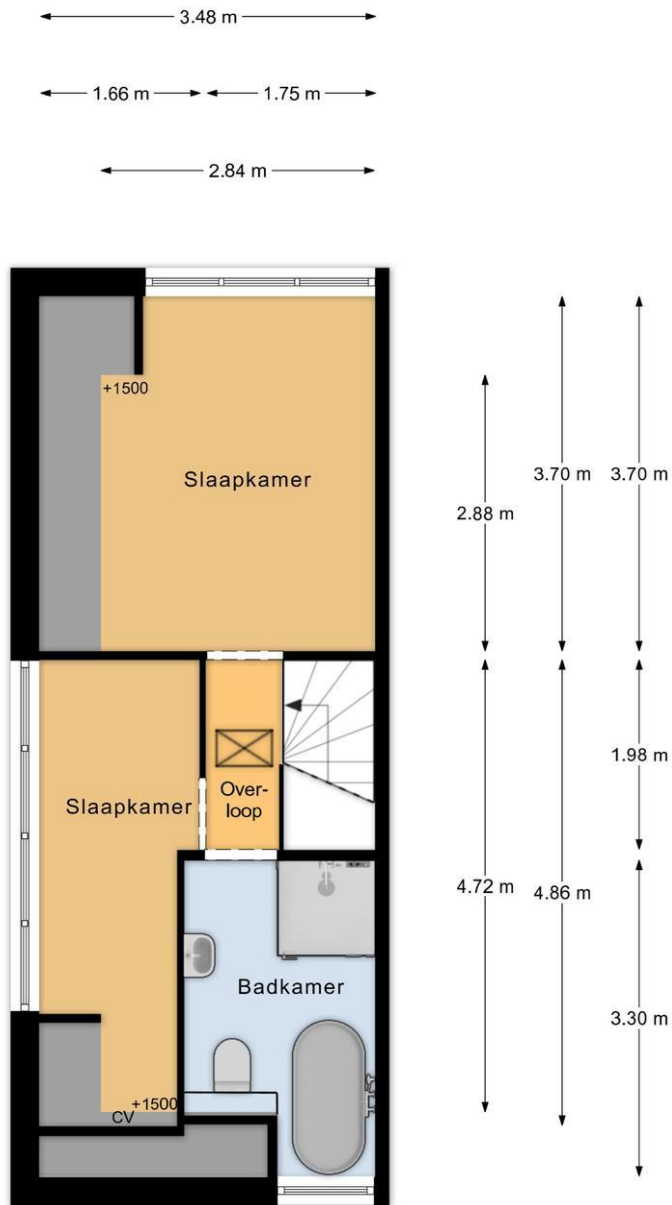 3.48 m
1.66 m 1.75 m
2.84 m
+1500
Slaapkamer
3.70 m 3.70 m
2.88 m
1.98 m
Slaapkamer
Over-
loop
4.72 m 4.86 m
Badkamer
3.30 m
+1500
CV